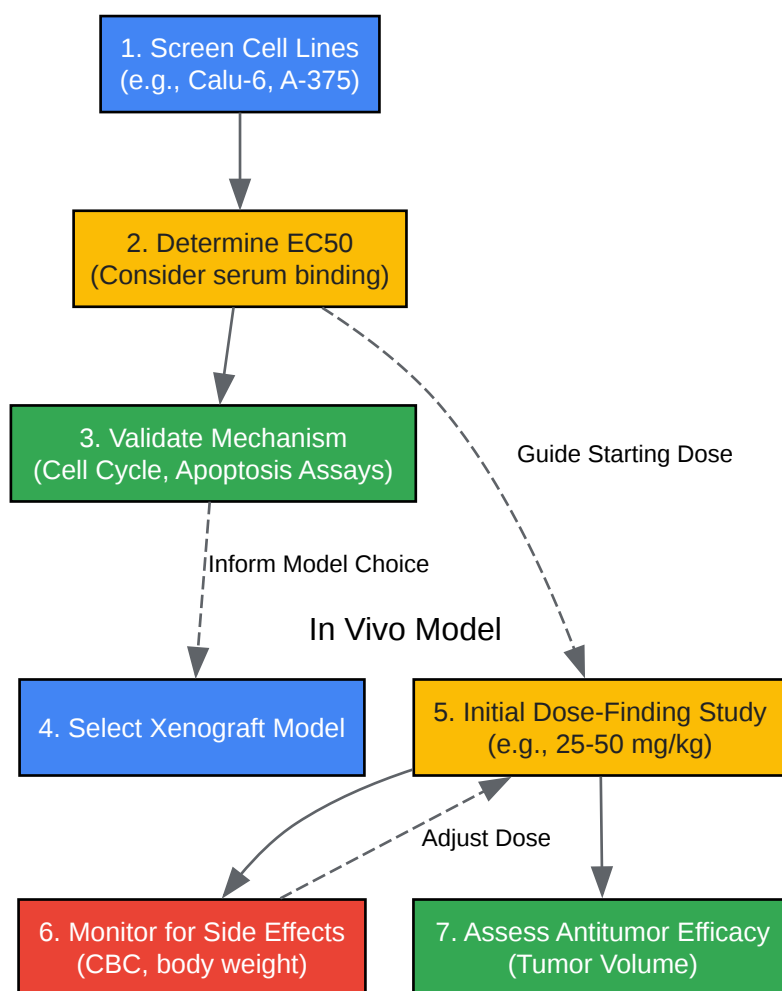 1. Screen Cell Lines
(e.g., Calu-6, A-375)
2. Determine EC50
(Consider serum binding)
3. Validate Mechanism
(Cell Cycle, Apoptosis Assays)
Guide Starting Dose
Inform Model Choice
In Vivo Model
4. Select Xenograft Model
5. Initial Dose-Finding Study
(e.g., 25-50 mg/kg)
Adjust Dose
6. Monitor for Side Effects
(CBC, body weight)
7. Assess Antitumor Efficacy
(Tumor Volume)